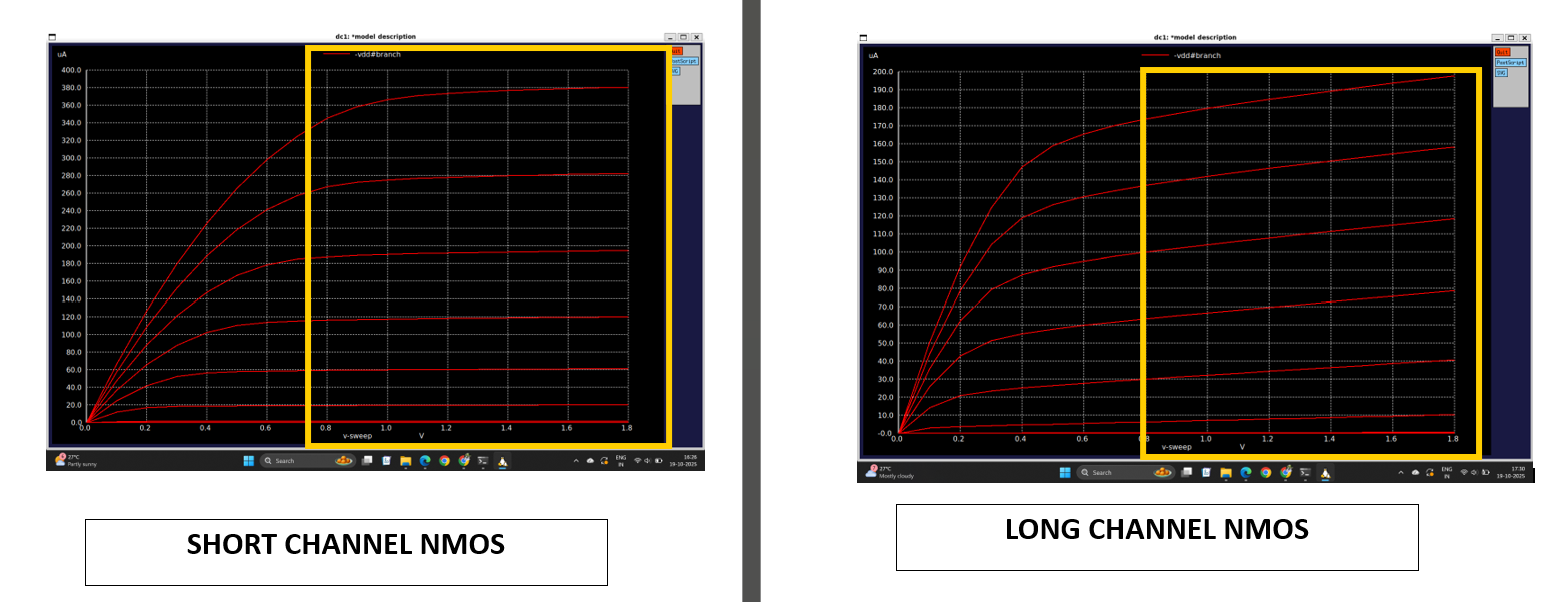 dc1: *model description
uA
-vdd#branch
PostScript
400.0
380.0
360.0
340.0
320.0
300.0
280.0
260.0
240.0
220.0
200.0
180.0
160.0
140.0
120.0
100.0
80.0
60.0
40.0
20.0
0.0
0.0 0.2 0.4 0.6 0.8 1.0 1.2 1.4 1.6 1.8
v-sweep V
27°C
Partly sunny
Search
ENG
IN
16:26
19-10-2025
SHORT CHANNEL NMOS
dc1: *model description
uA
-vdd#branch
Quit
PostScript
SVG
200.0
190.0
180.0
170.0
160.0
150.0
140.0
130.0
120.0
110.0
100.0
90.0
80.0
70.0
60.0
50.0
40.0
30.0
20.0
10.0
-0.0
0.0 0.2 0.4 0.6 0.8 1.0 1.2 1.4 1.6 1.8
v-sweep V
27°C
Mostly cloudy
Search
ENG
IN
17:30
19-10-2025
LONG CHANNEL NMOS